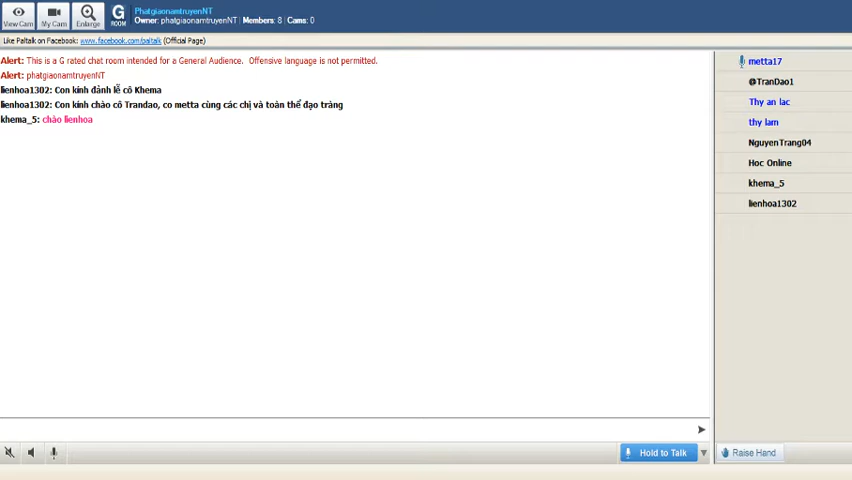 View Cam
My Cam
Enlarge
G
ROOM
PhatgiaonamtruyenNT
Owner: phatgiaonamtruyenNT ; Members: 8 ; Cams: 0
Like Paltalk on Facebook: www.facebook.com/paltalk (Official Page)
Alert: This is a G rated chat room intended for a General Audience. Offensive language is not permitted.
Alert: phatgiaonamtruyenNT
lienhoa1302: Con kính đảnh lễ cô Khema
lienhoa1302: Con kính chào cô Trandao, co metta cùng các chị và toàn thể đạo tràng
khema_5: chào lienhoa
metta17
@TranDao1
Thy an lac
thy lam
NguyenTrang04
Hoc Online
khema_5
lienhoa1302
Hold to Talk
Raise Hand